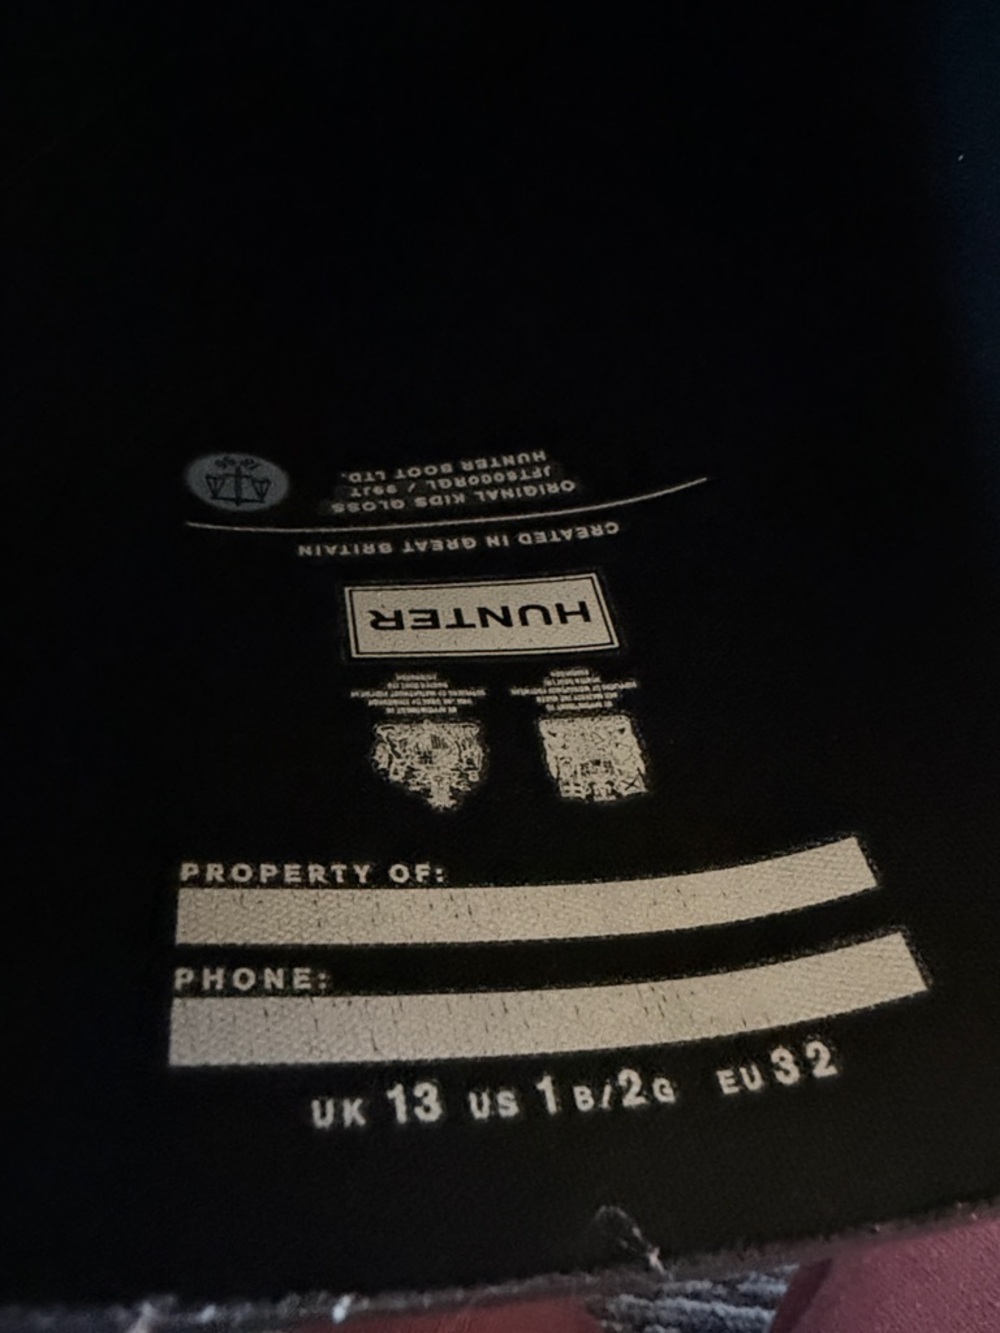 PROPERTY OF:
PHONE:
UK 13 US 1 B/2G EU 32
HUNTER
CREATED IN GREAT BRITAIN
ORIGINAL KIDS GLOSS
JFT6000RGL / 99JT
HUNTER BOOT LTD.